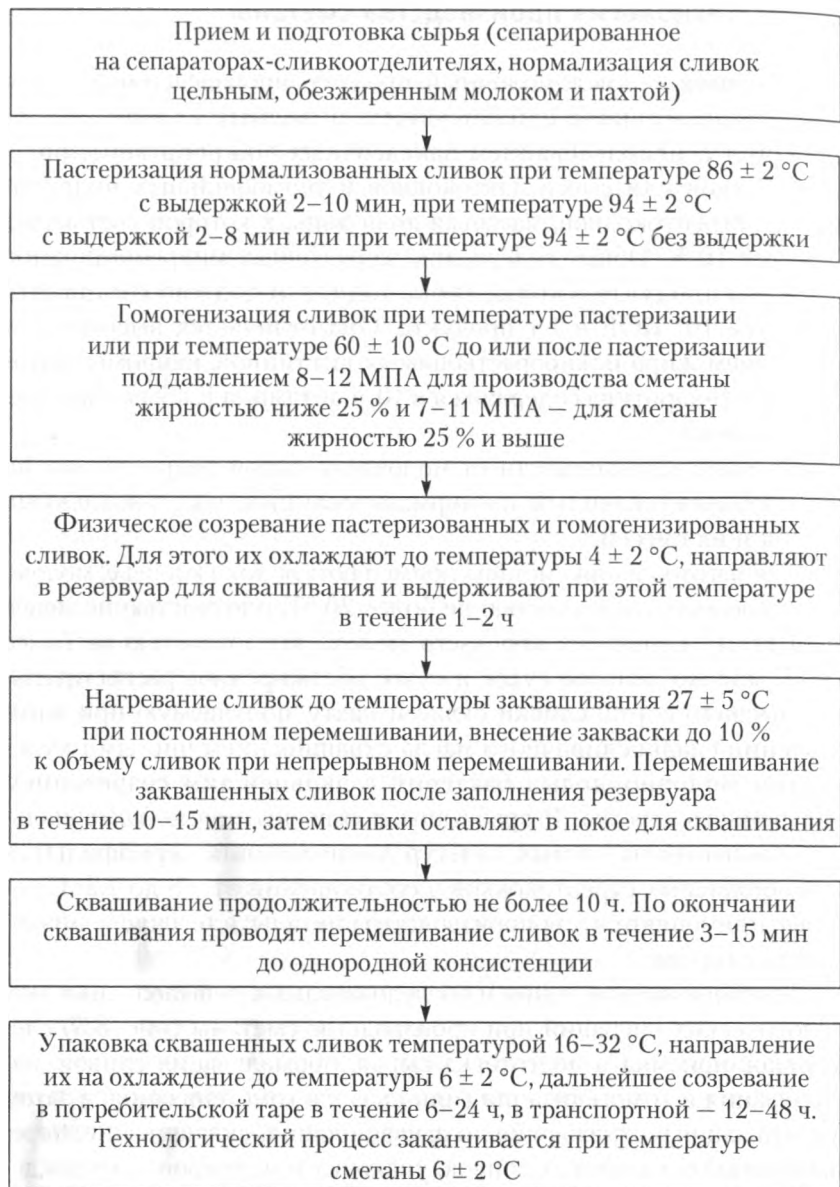 Прием и подготовка сырья (сепарированное
на сепараторах-сливкоотделителях, нормализация сливок
цельным, обезжиренным молоком и пахтой)
Пастеризация нормализованных сливок при температуре 86 ± 2 °С
с выдержкой 2–10 мин, при температуре 94 ± 2 °С
с выдержкой 2–8 мин или при температуре 94 ± 2 °С без выдержки
Гомогенизация сливок при температуре пастеризации
или при температуре 60 ± 10 °С до или после пастеризации
под давлением 8–12 МПА для производства сметаны
жирностью ниже 25 % и 7–11 МПА — для сметаны
жирностью 25 % и выше
Физическое созревание пастеризованных и гомогенизированных
сливок. Для этого их охлаждают до температуры 4 ± 2 °С, направляют
в резервуар для сквашивания и выдерживают при этой температуре
в течение 1–2 ч
Нагревание сливок до температуры заквашивания 27 ± 5 °С
при постоянном перемешивании, внесение закваски до 10 %
к объему сливок при непрерывном перемешивании. Перемешивание
заквашенных сливок после заполнения резервуара
в течение 10–15 мин, затем сливки оставляют в покое для сквашивания
Сквашивание продолжительностью не более 10 ч. По окончании
сквашивания проводят перемешивание сливок в течение 3–15 мин
до однородной консистенции
Упаковка сквашенных сливок температурой 16–32 °С, направление
их на охлаждение до температуры 6 ± 2 °С, дальнейшее созревание
в потребительской таре в течение 6–24 ч, в транспортной — 12–48 ч.
Технологический процесс заканчивается при температуре
сметаны 6 ± 2 °С